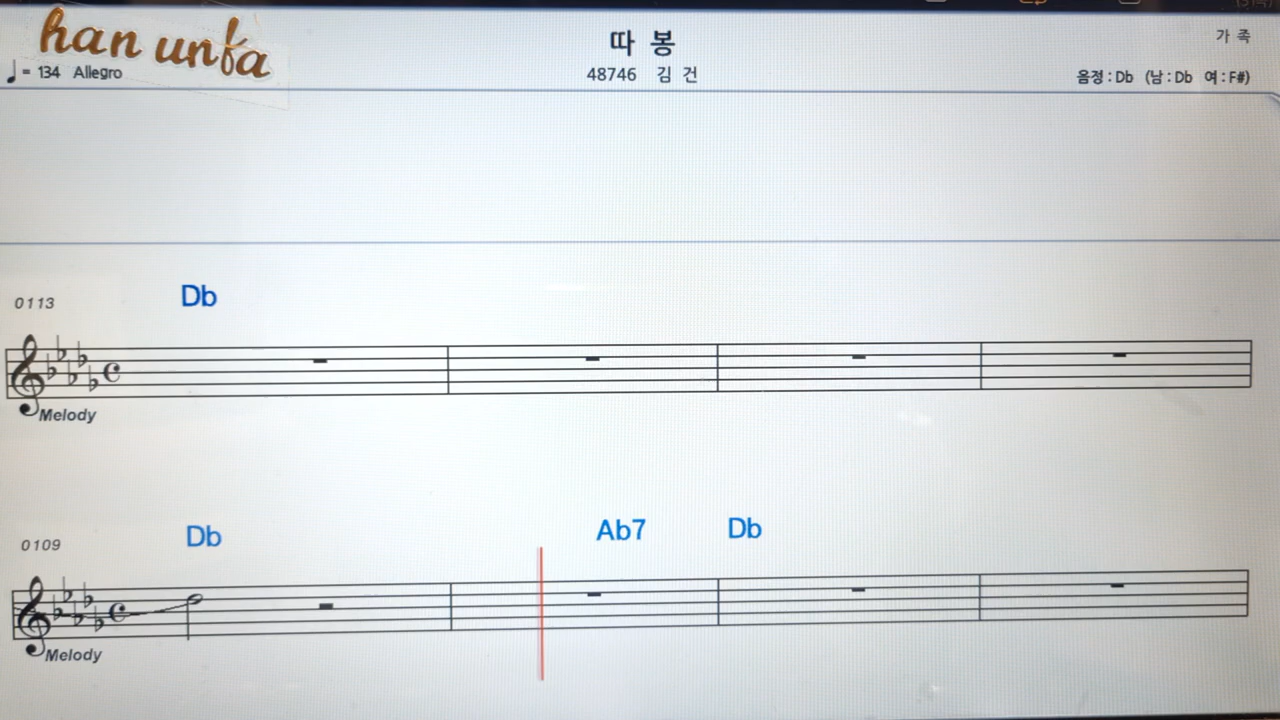 han unfa
따 봉
가 족
♩= 134 Allegro
48746 김 건
음정 : Db (남 : Db 여 : F#)
Db
0113
Melody
Db Ab7 Db
0109
Melody